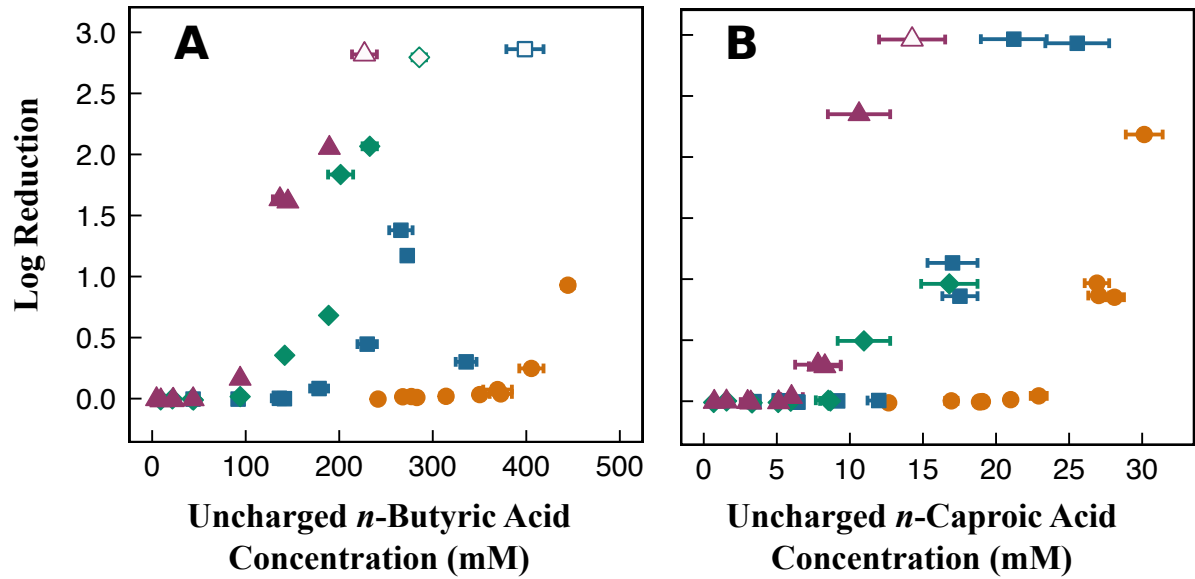 A
B
3.0
2.5
2.0
1.5
1.0
0.5
0.0
Log Reduction
0 100 200 300 400 500
0 5 10 15 20 25 30
Uncharged n-Butyric Acid
Concentration (mM)
Uncharged n-Caproic Acid
Concentration (mM)